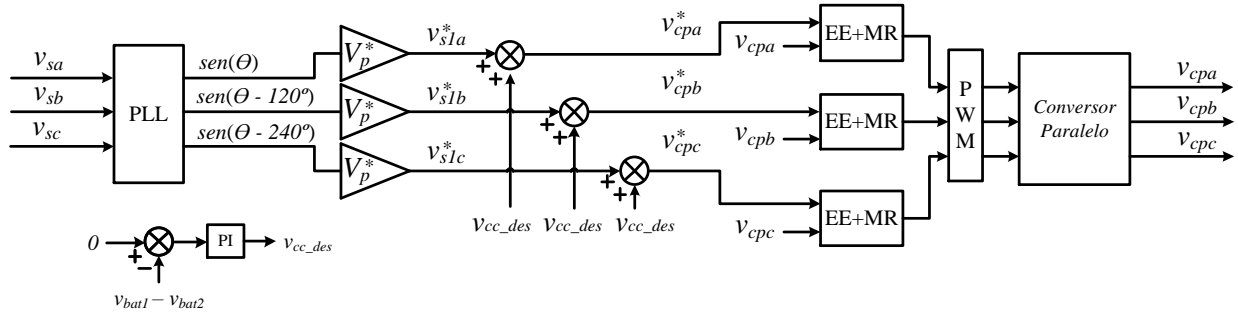 v_sa
v_sb
v_sc
PLL
sen(Θ)
sen(Θ - 120º)
sen(Θ - 240º)
V_p^*
V_p^*
V_p^*
v_s1a^*
v_s1b^*
v_s1c^*
+
+
+
+
+
+
v_cc_des
v_cc_des
v_cc_des
v_cpa^*
v_cpb^*
v_cpc^*
v_cpa
v_cpb
v_cpc
EE+MR
EE+MR
EE+MR
P
W
M
Conversor
Paralelo
v_cpa
v_cpb
v_cpc
0
+
−
PI
v_cc_des
v_bat1 − v_bat2